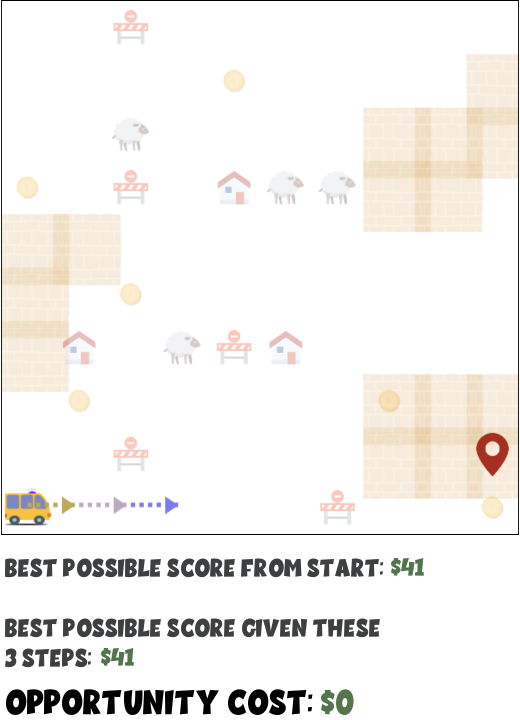 BEST POSSIBLE SCORE FROM START: $41
BEST POSSIBLE SCORE GIVEN THESE
3 STEPS: $41
OPPORTUNITY COST: $0